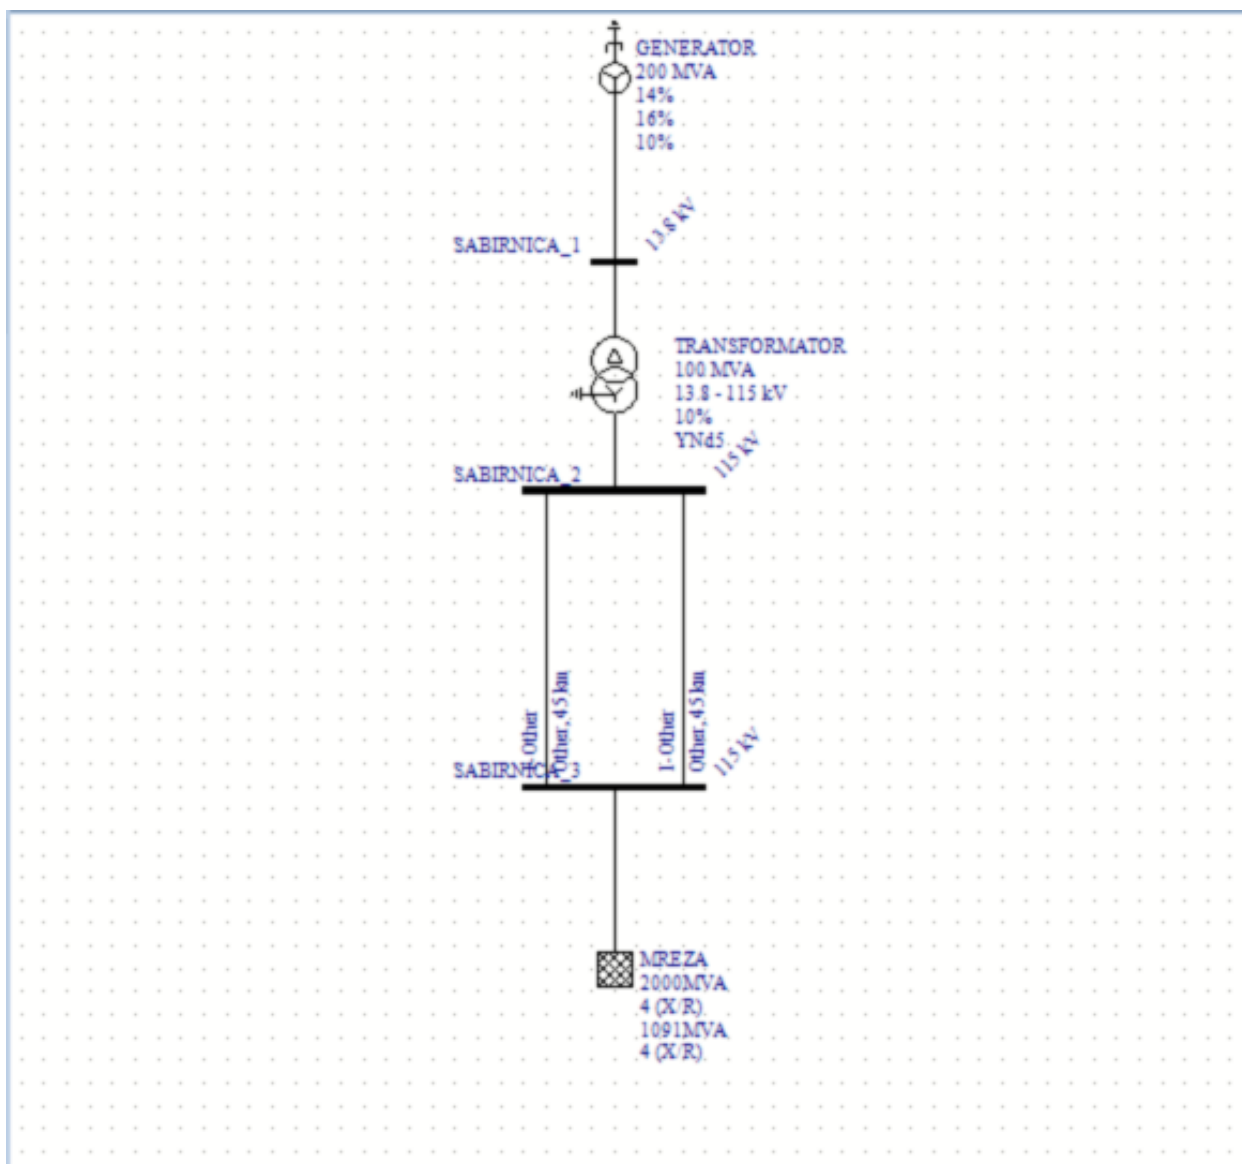 GENERATOR
200 MVA
14%
16%
10%
13.8 kV
SABIRNICA_1
TRANSFORMATOR
100 MVA
13.8 - 115 kV
10%
YNd5
115 kV
SABIRNICA_2
Other
Other, 45 km
1- Other
Other, 45 km
115 kV
SABIRNICA_3
MREZA
2000MVA
4 (X/R)
1091MVA
4 (X/R)